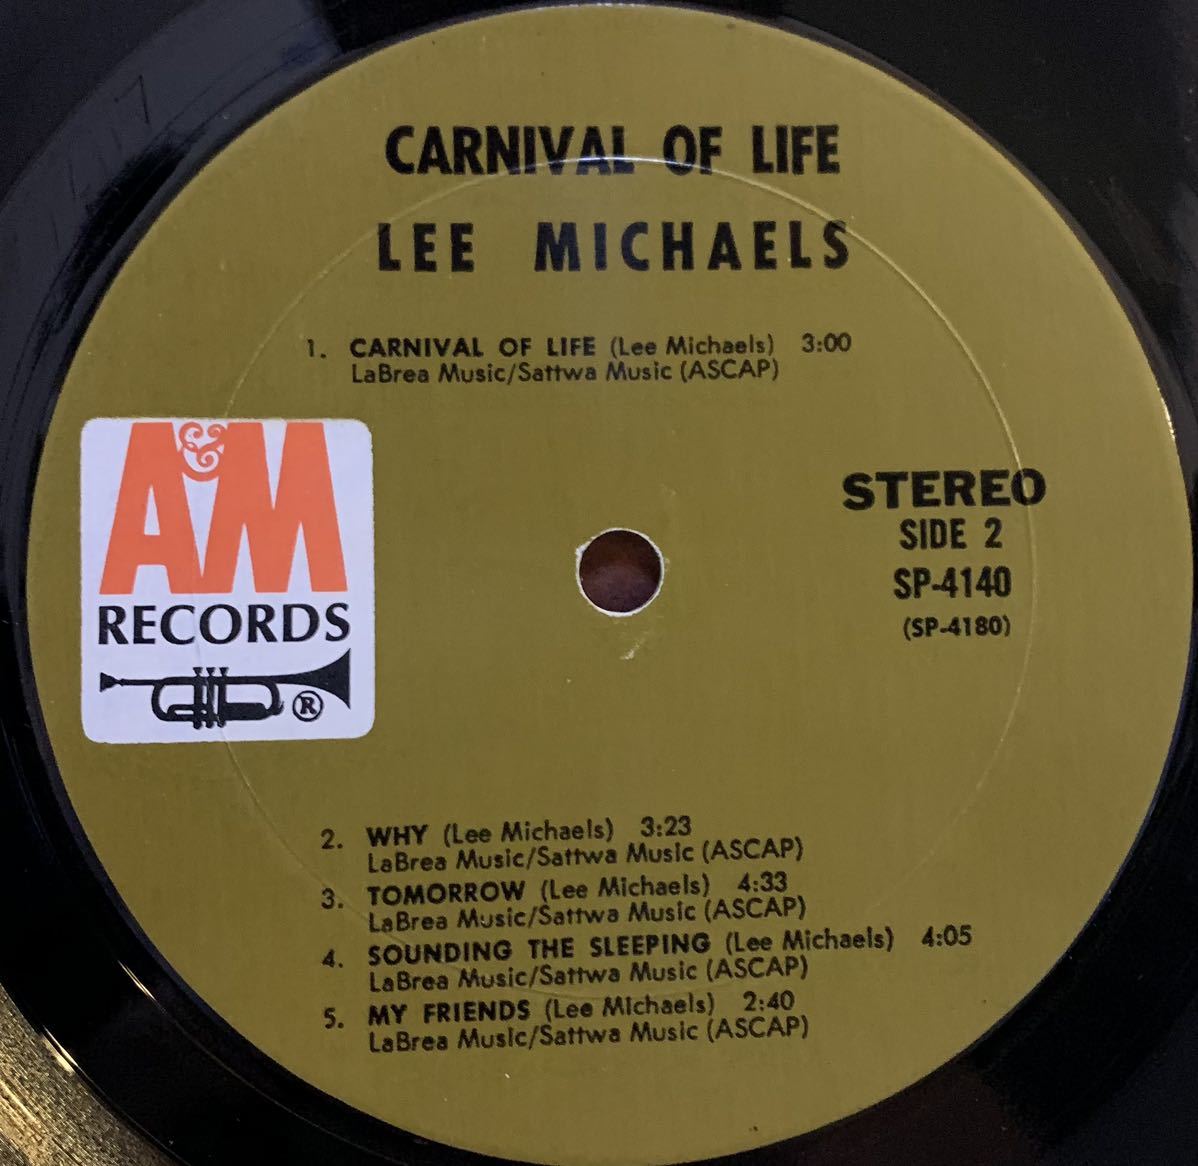 CARNIVAL OF LIFE
LEE MICHAELS
1. CARNIVAL OF LIFE (Lee Michaels) 3:00
LaBrea Music/Sattwa Music (ASCAP)
A&M
RECORDS
®
STEREO
SIDE 2
SP-4140
(SP-4180)
2. WHY (Lee Michaels) 3:23
LaBrea Music/Sattwa Music (ASCAP)
3. TOMORROW (Lee Michaels) 4:33
LaBrea Music/Sattwa Music (ASCAP)
4. SOUNDING THE SLEEPING (Lee Michaels) 4:05
LaBrea Music/Sattwa Music (ASCAP)
5. MY FRIENDS (Lee Michaels) 2:40
LaBrea Music/Sattwa Music (ASCAP)